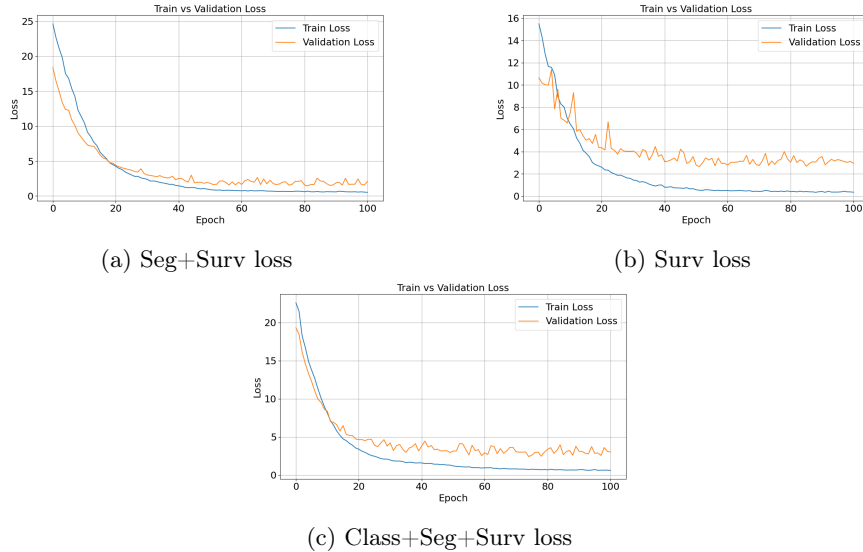 Train vs Validation Loss
25
20
15
10
5
0
Loss
Train Loss
Validation Loss
0 20 40 60 80 100
Epoch
(a) Seg+Surv loss
Train vs Validation Loss
16
14
12
10
8
6
4
2
0
Loss
Train Loss
Validation Loss
0 20 40 60 80 100
Epoch
(b) Surv loss
Train vs Validation Loss
20
15
10
5
0
Loss
Train Loss
Validation Loss
0 20 40 60 80 100
Epoch
(c) Class+Seg+Surv loss